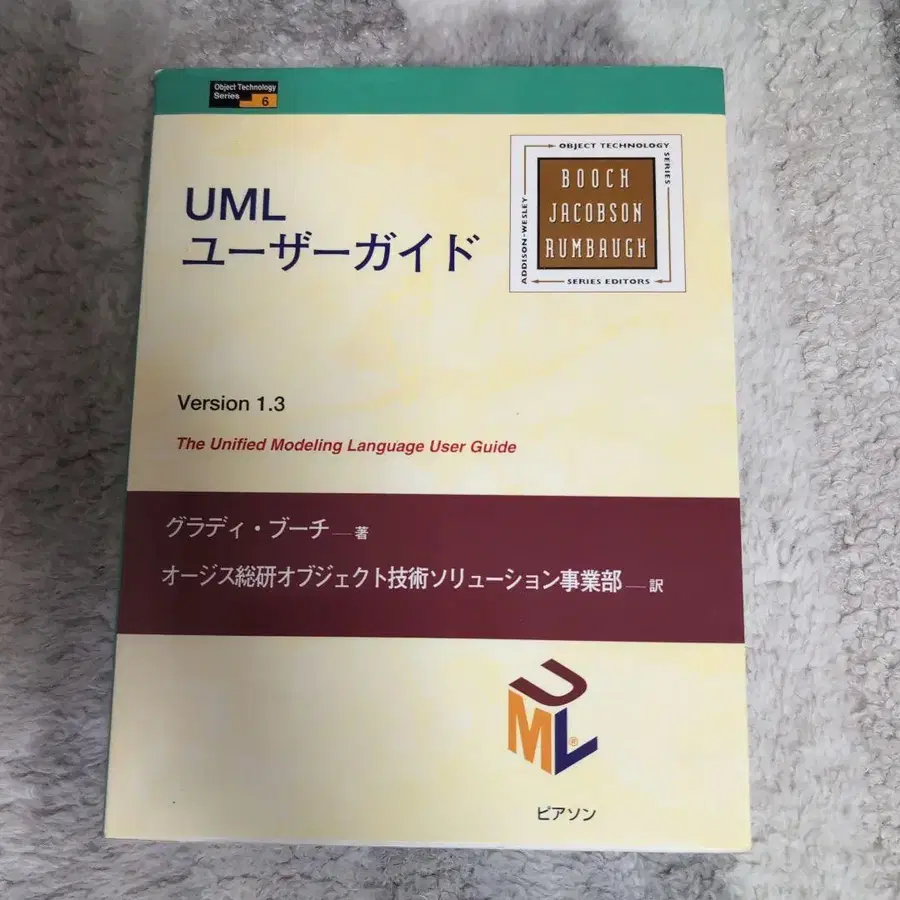 Object Technology
Series 6
OBJECT TECHNOLOGY
SERIES
ADDISON-WESLEY
BOOCH
JACOBSON
RUMBAUGH
SERIES EDITORS
UML
ユーザーガイド
Version 1.3
The Unified Modeling Language User Guide
グラディ・ブーチ—著
オージス総研オブジェクト技術ソリューション事業部—訳
UML®
ピアソン